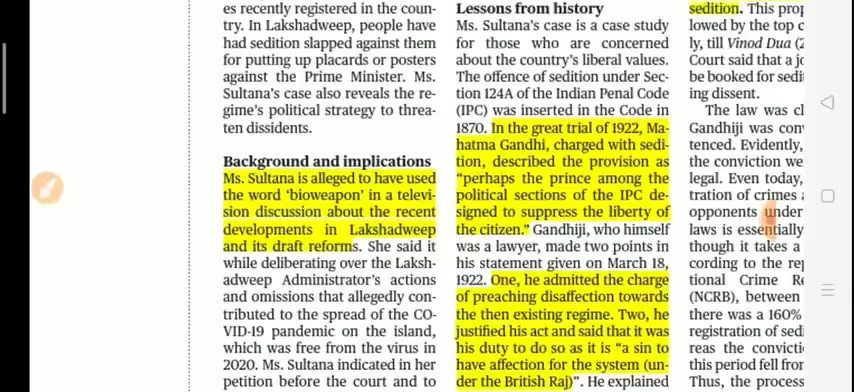 es recently registered in the coun-
try. In Lakshadweep, people have
had sedition slapped against them
for putting up placards or posters
against the Prime Minister. Ms.
Sultana's case also reveals the re-
gime's political strategy to threa-
ten dissidents.
Background and implications
Ms. Sultana is alleged to have used
the word 'bioweapon' in a televi-
sion discussion about the recent
developments in Lakshadweep
and its draft reforms. She said it
while deliberating over the Laksh-
adweep Administrator's actions
and omissions that allegedly con-
tributed to the spread of the CO-
VID-19 pandemic on the island,
which was free from the virus in
2020. Ms. Sultana indicated in her
petition before the court and to
Lessons from history
Ms. Sultana's case is a case study
for those who are concerned
about the country's liberal values.
The offence of sedition under Sec-
tion 124A of the Indian Penal Code
(IPC) was inserted in the Code in
1870. In the great trial of 1922, Ma-
hatma Gandhi, charged with sedi-
tion, described the provision as
"perhaps the prince among the
political sections of the IPC de-
signed to suppress the liberty of
the citizen." Gandhiji, who himself
was a lawyer, made two points in
his statement given on March 18,
1922. One, he admitted the charge
of preaching disaffection towards
the then existing regime. Two, he
justified his act and said that it was
his duty to do so as it is "a sin to
have affection for the system (un-
der the British Raj)". He explained
sedition. This prop
lowed by the top c
ly, till Vinod Dua (2
Court said that a jo
be booked for sedi
ing dissent.
The law was cl
Gandhiji was con
tenced. Evidently,
the conviction we
legal. Even today,
tration of crimes
opponents under
laws is essentially
though it takes a
cording to the rep
tional Crime Re
(NCRB), between
there was a 160%
registration of sed
reas the convicti
this period fell fror
Thus, the process